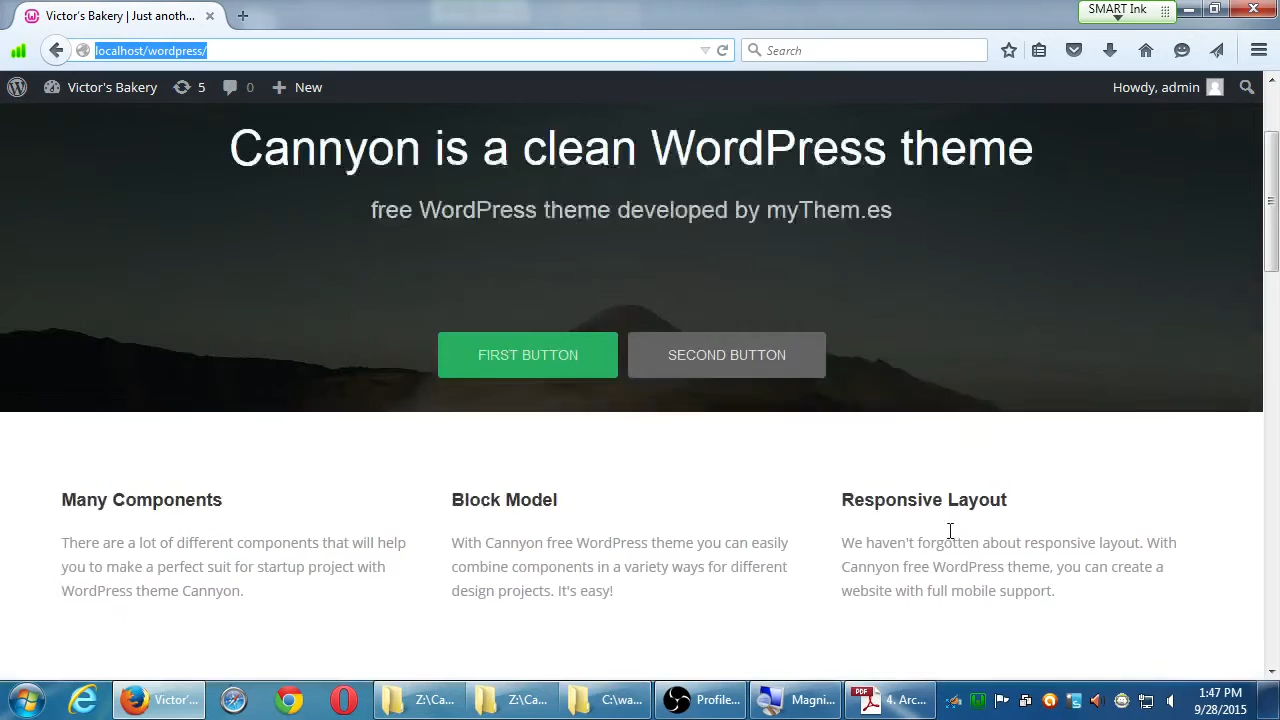 Victor's Bakery | Just anoth...
SMART Ink
localhost/wordpress/
Search
Victor's Bakery
5
0
New
Howdy, admin
Cannyon is a clean WordPress theme
free WordPress theme developed by myThem.es
FIRST BUTTON
SECOND BUTTON
Many Components
There are a lot of different components that will help
you to make a perfect suit for startup project with
WordPress theme Cannyon.
Block Model
With Cannyon free WordPress theme you can easily
combine components in a variety ways for different
design projects. It's easy!
Responsive Layout
We haven't forgotten about responsive layout. With
Cannyon free WordPress theme, you can create a
website with full mobile support.
Victor'...
Z:\Ca...
Z:\Ca...
C:\wa...
Profile...
Magni...
PDF
4. Arc...
1:47 PM
9/28/2015